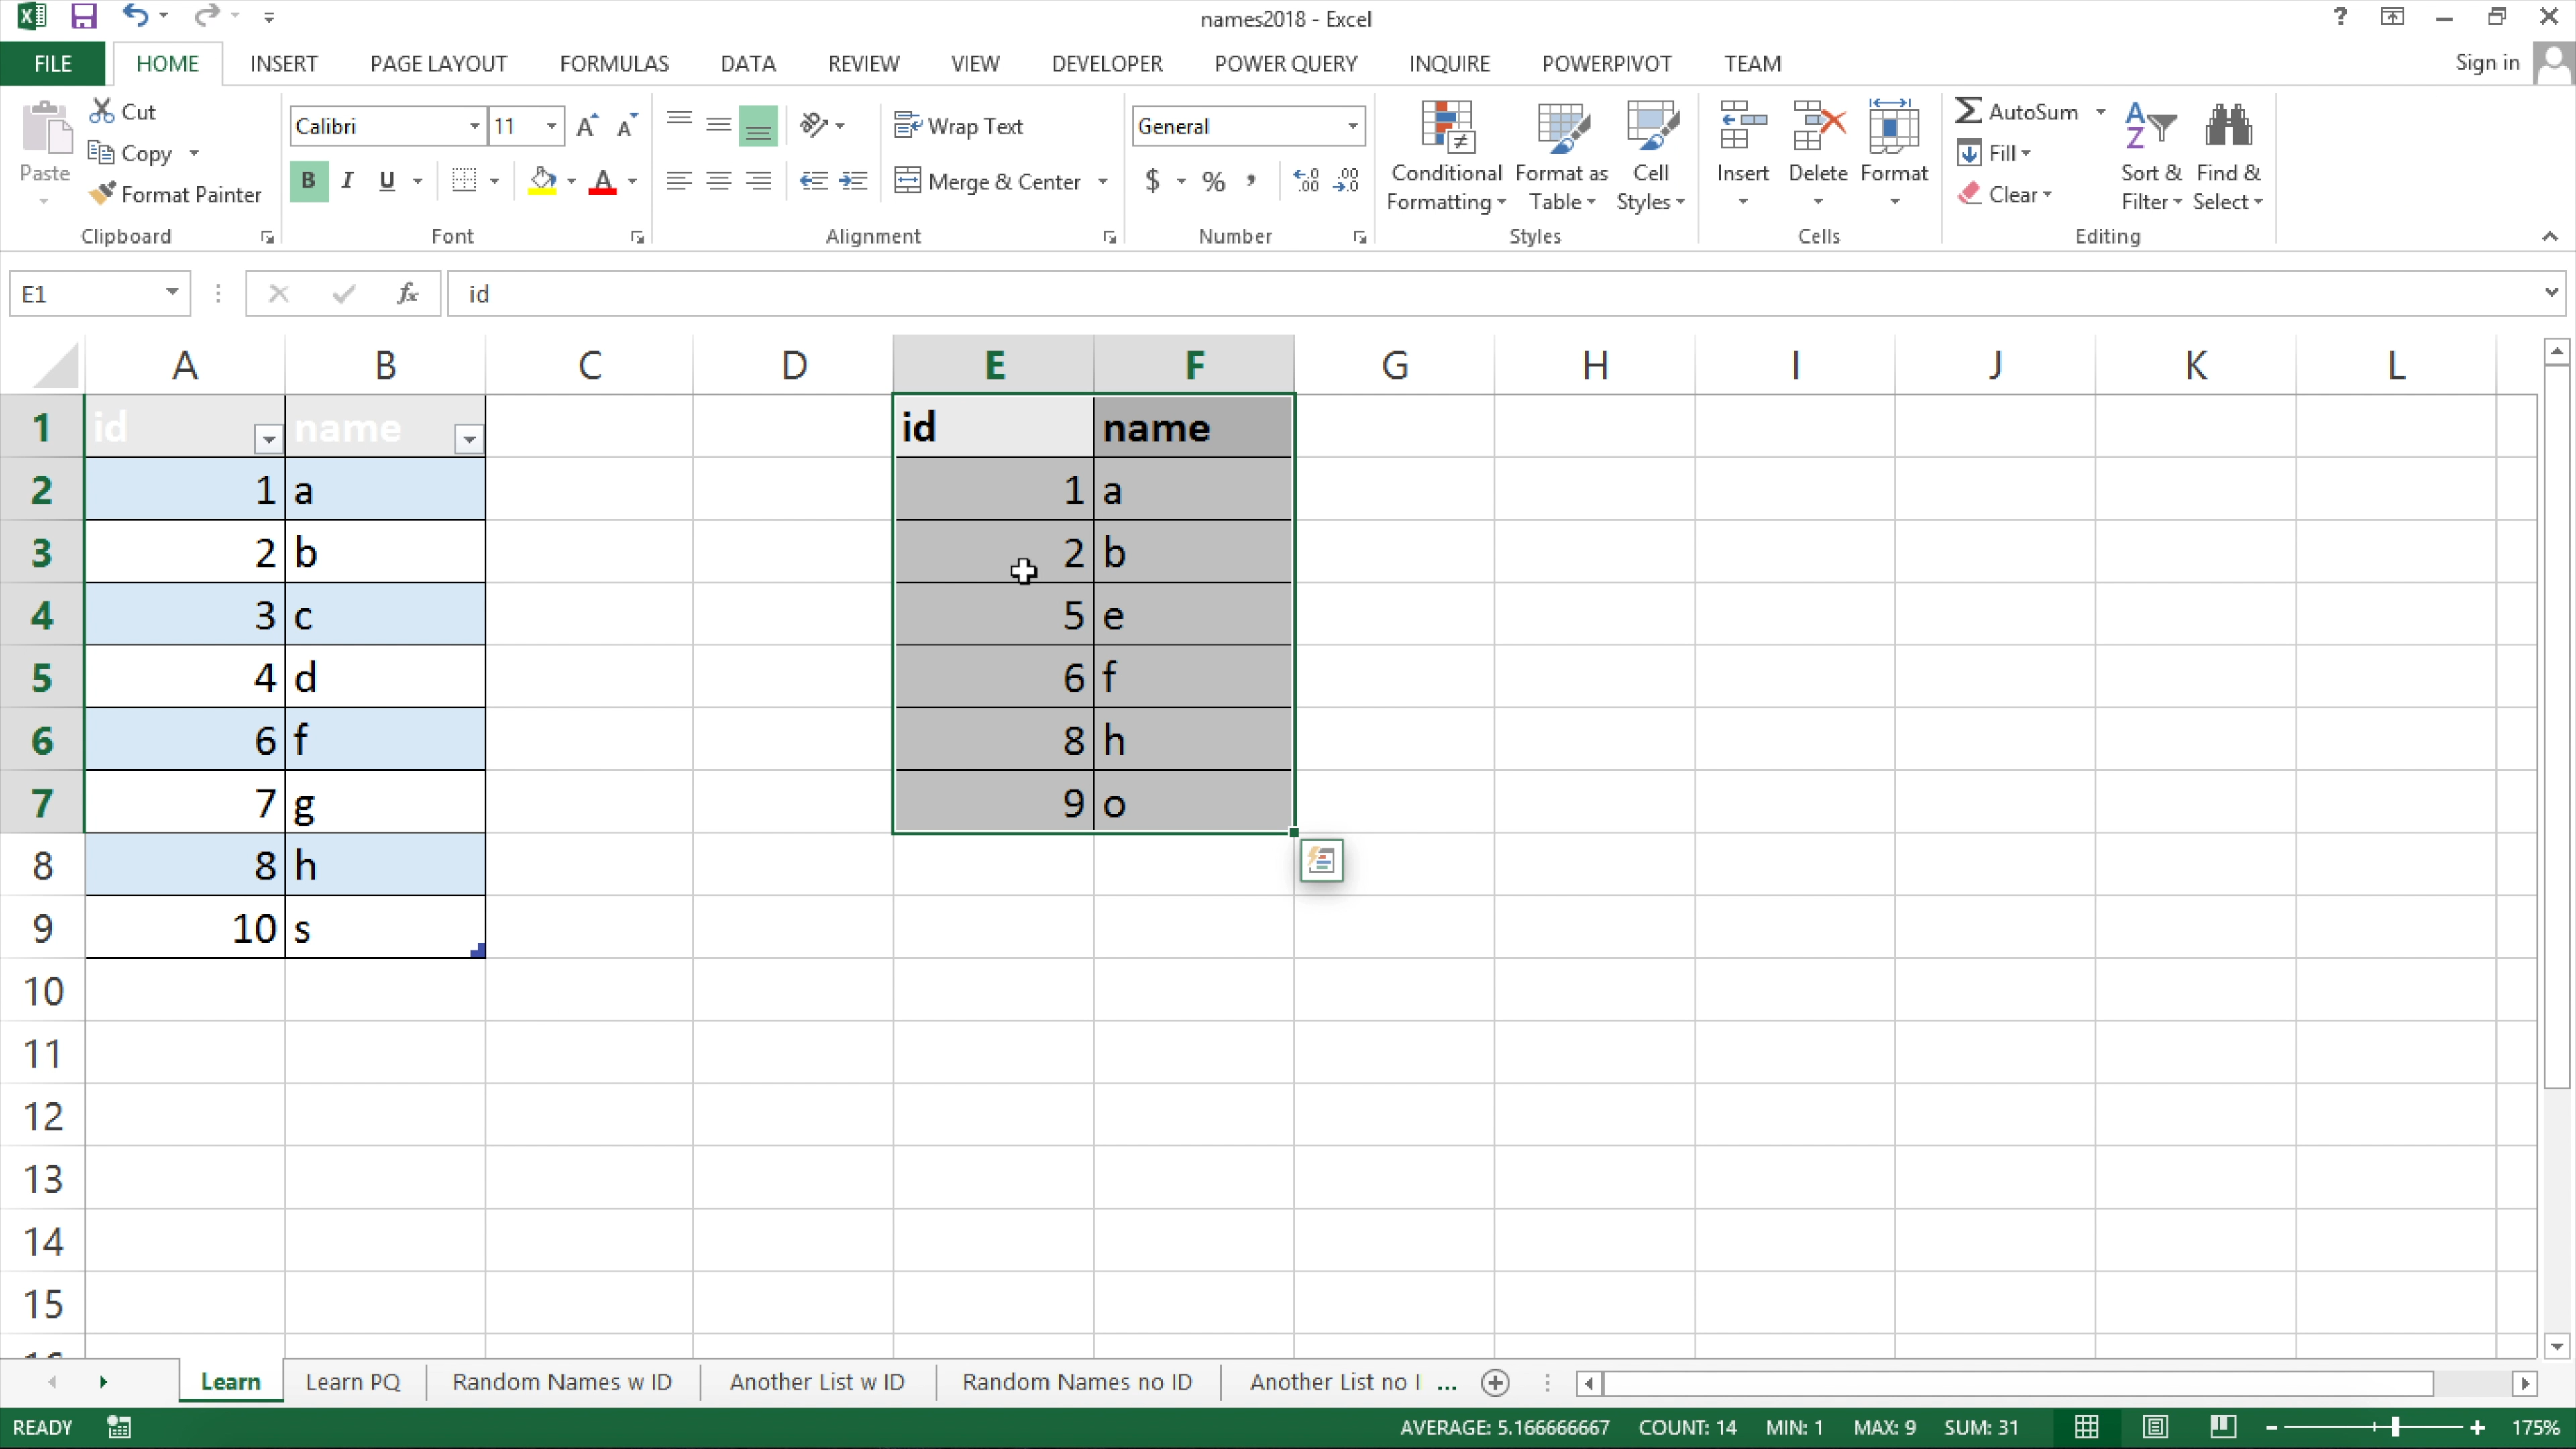 names2018 - Excel
?
FILE HOME INSERT PAGE LAYOUT FORMULAS DATA REVIEW VIEW DEVELOPER POWER QUERY INQUIRE POWERPIVOT TEAM Sign in
Paste
Cut
Copy
Format Painter
Clipboard
Calibri 11
B I U
Font
Wrap Text
Merge & Center
Alignment
General
$ % ,
Number
Conditional Formatting
Format as Table
Cell Styles
Styles
Insert Delete Format
Cells
AutoSum
Fill
Clear
Sort & Filter
Find & Select
Editing
E1 fx id
A B C D E F G H I J K L
1 id name id name
2 1 a 1 a
3 2 b 2 b
4 3 c 5 e
5 4 d 6 f
6 6 f 8 h
7 7 g 9 o
8 8 h
9 10 s
10
11
12
13
14
15
Learn Learn PQ Random Names w ID Another List w ID Random Names no ID Another List no I ...
READY AVERAGE: 5.166666667 COUNT: 14 MIN: 1 MAX: 9 SUM: 31 175%